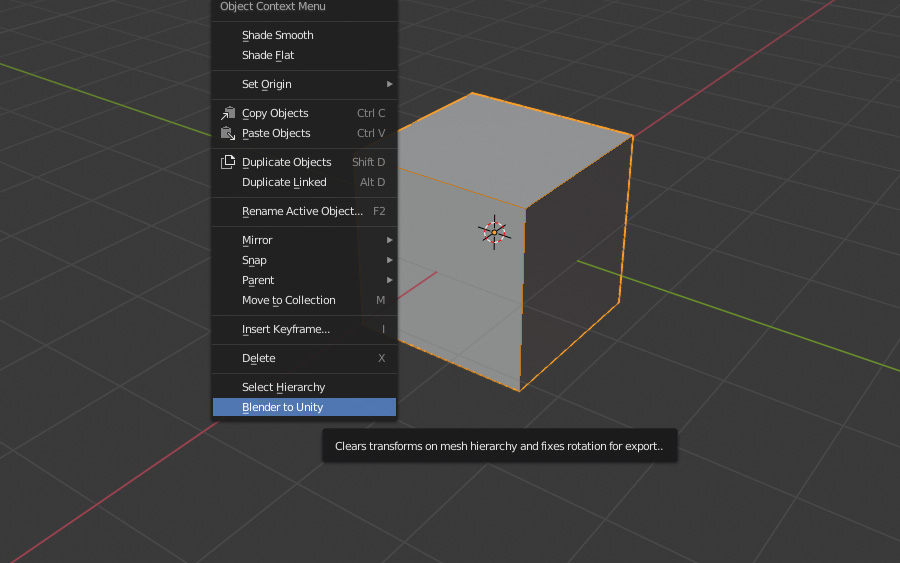 Object Context Menu
Shade Smooth
Shade Flat
Set Origin
Copy Objects Ctrl C
Paste Objects Ctrl V
Duplicate Objects Shift D
Duplicate Linked Alt D
Rename Active Object... F2
Mirror
Snap
Parent
Move to Collection M
Insert Keyframe... I
Delete X
Select Hierarchy
Blender to Unity
Clears transforms on mesh hierarchy and fixes rotation for export..